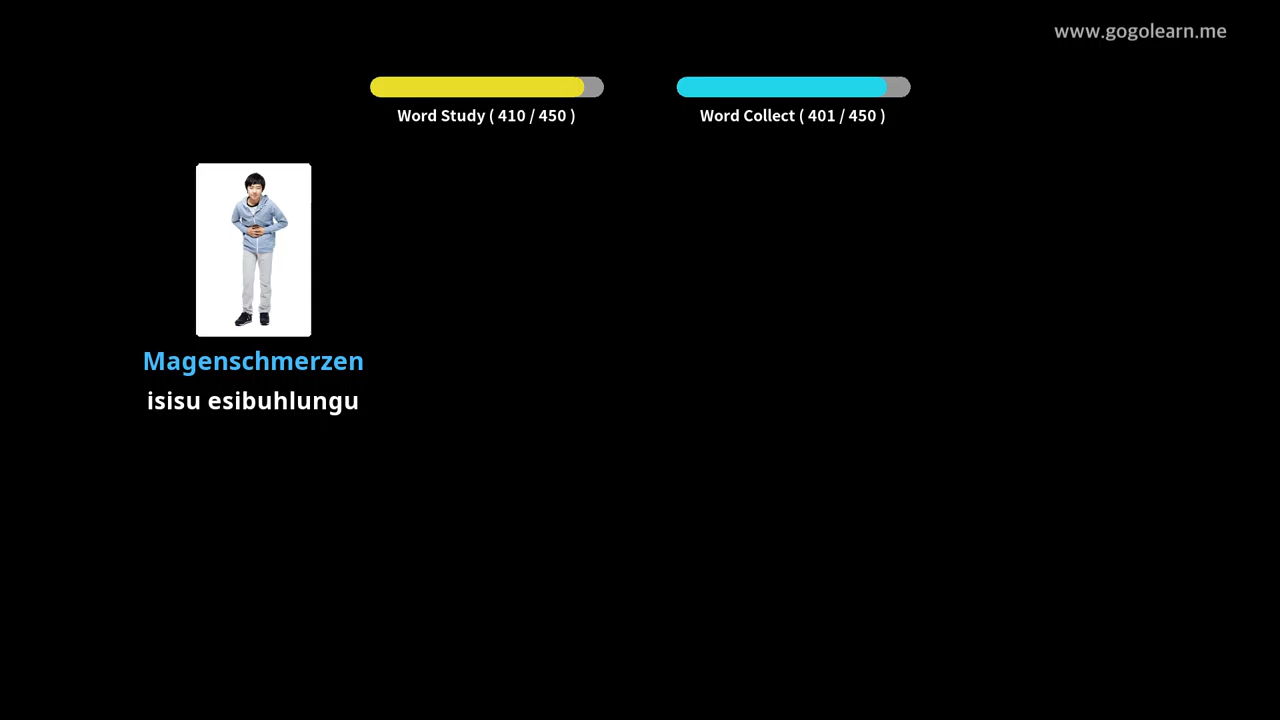 www.gogolearn.me
Word Study ( 410 / 450 )
Word Collect ( 401 / 450 )
Magenschmerzen
isisu esibuhlungu